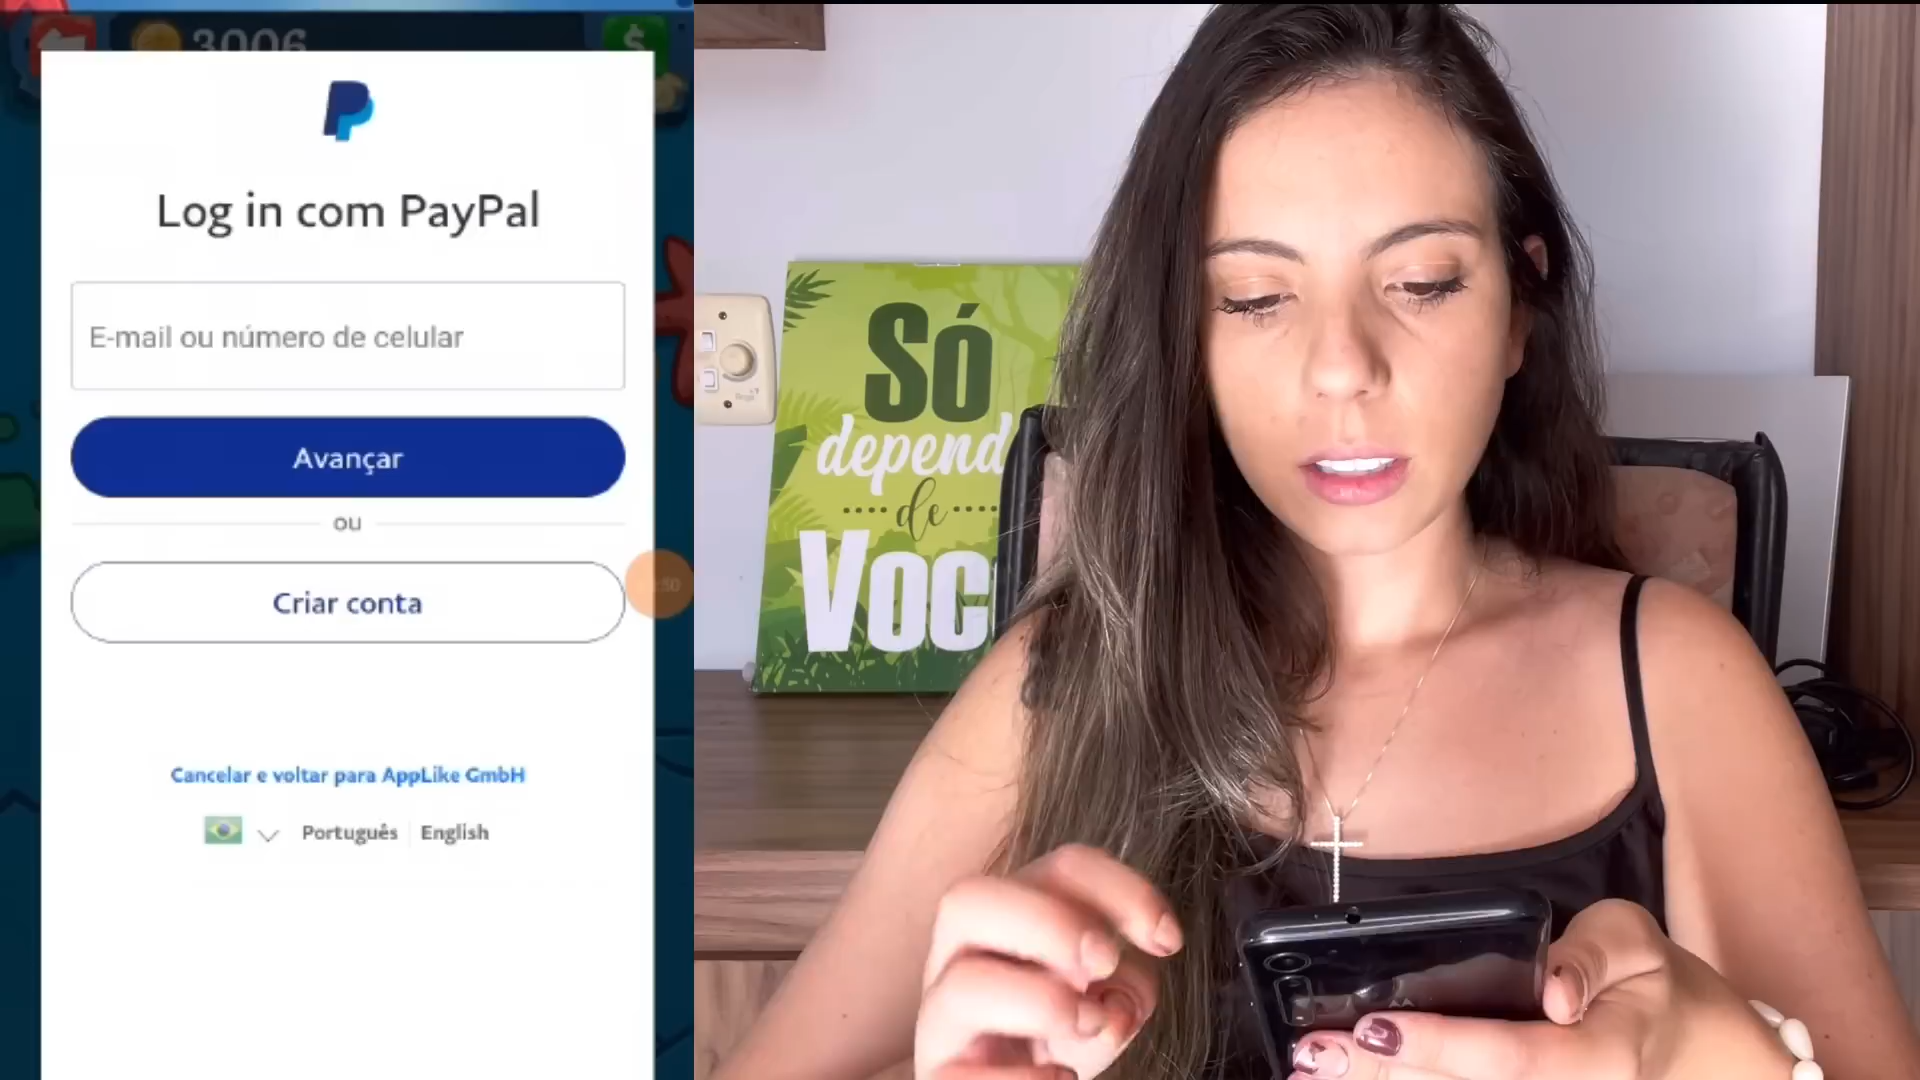 3006
$
Log in com PayPal
E-mail ou número de celular
Avançar
ou
Criar conta
Cancelar e voltar para AppLike GmbH
Português English
Só
depend
de
Voc